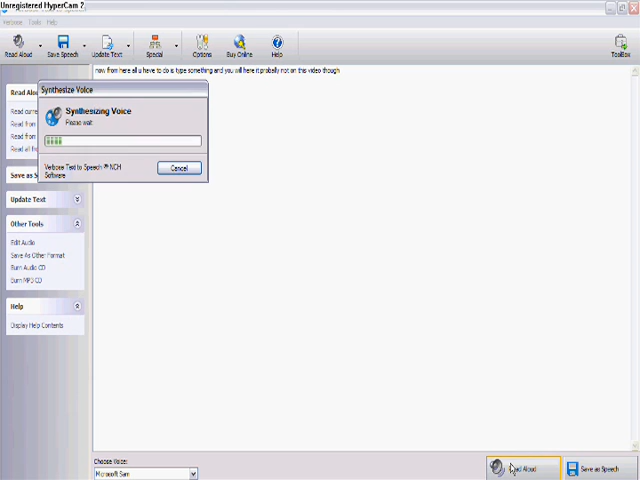 Unregistered HyperCam 2
Verbose Tools Help
Read Aloud Save Speech Update Text Special Options Buy Online Help ToolBox
now from here all u have to do is type something and you will here it probally not on this video though
Read Alou
Read curre
Read from
Read from
Read all fr
Save as S
Update Text
Other Tools
Edit Audio
Save As Other Format
Burn Audio CD
Burn MP3 CD
Help
Display Help Contents
Synthesize Voice
Synthesizing Voice
Please wait
Verbose Text to Speech NCH
Software
Cancel
Choose Voice:
Microsoft Sam
Read Aloud Save as Speech